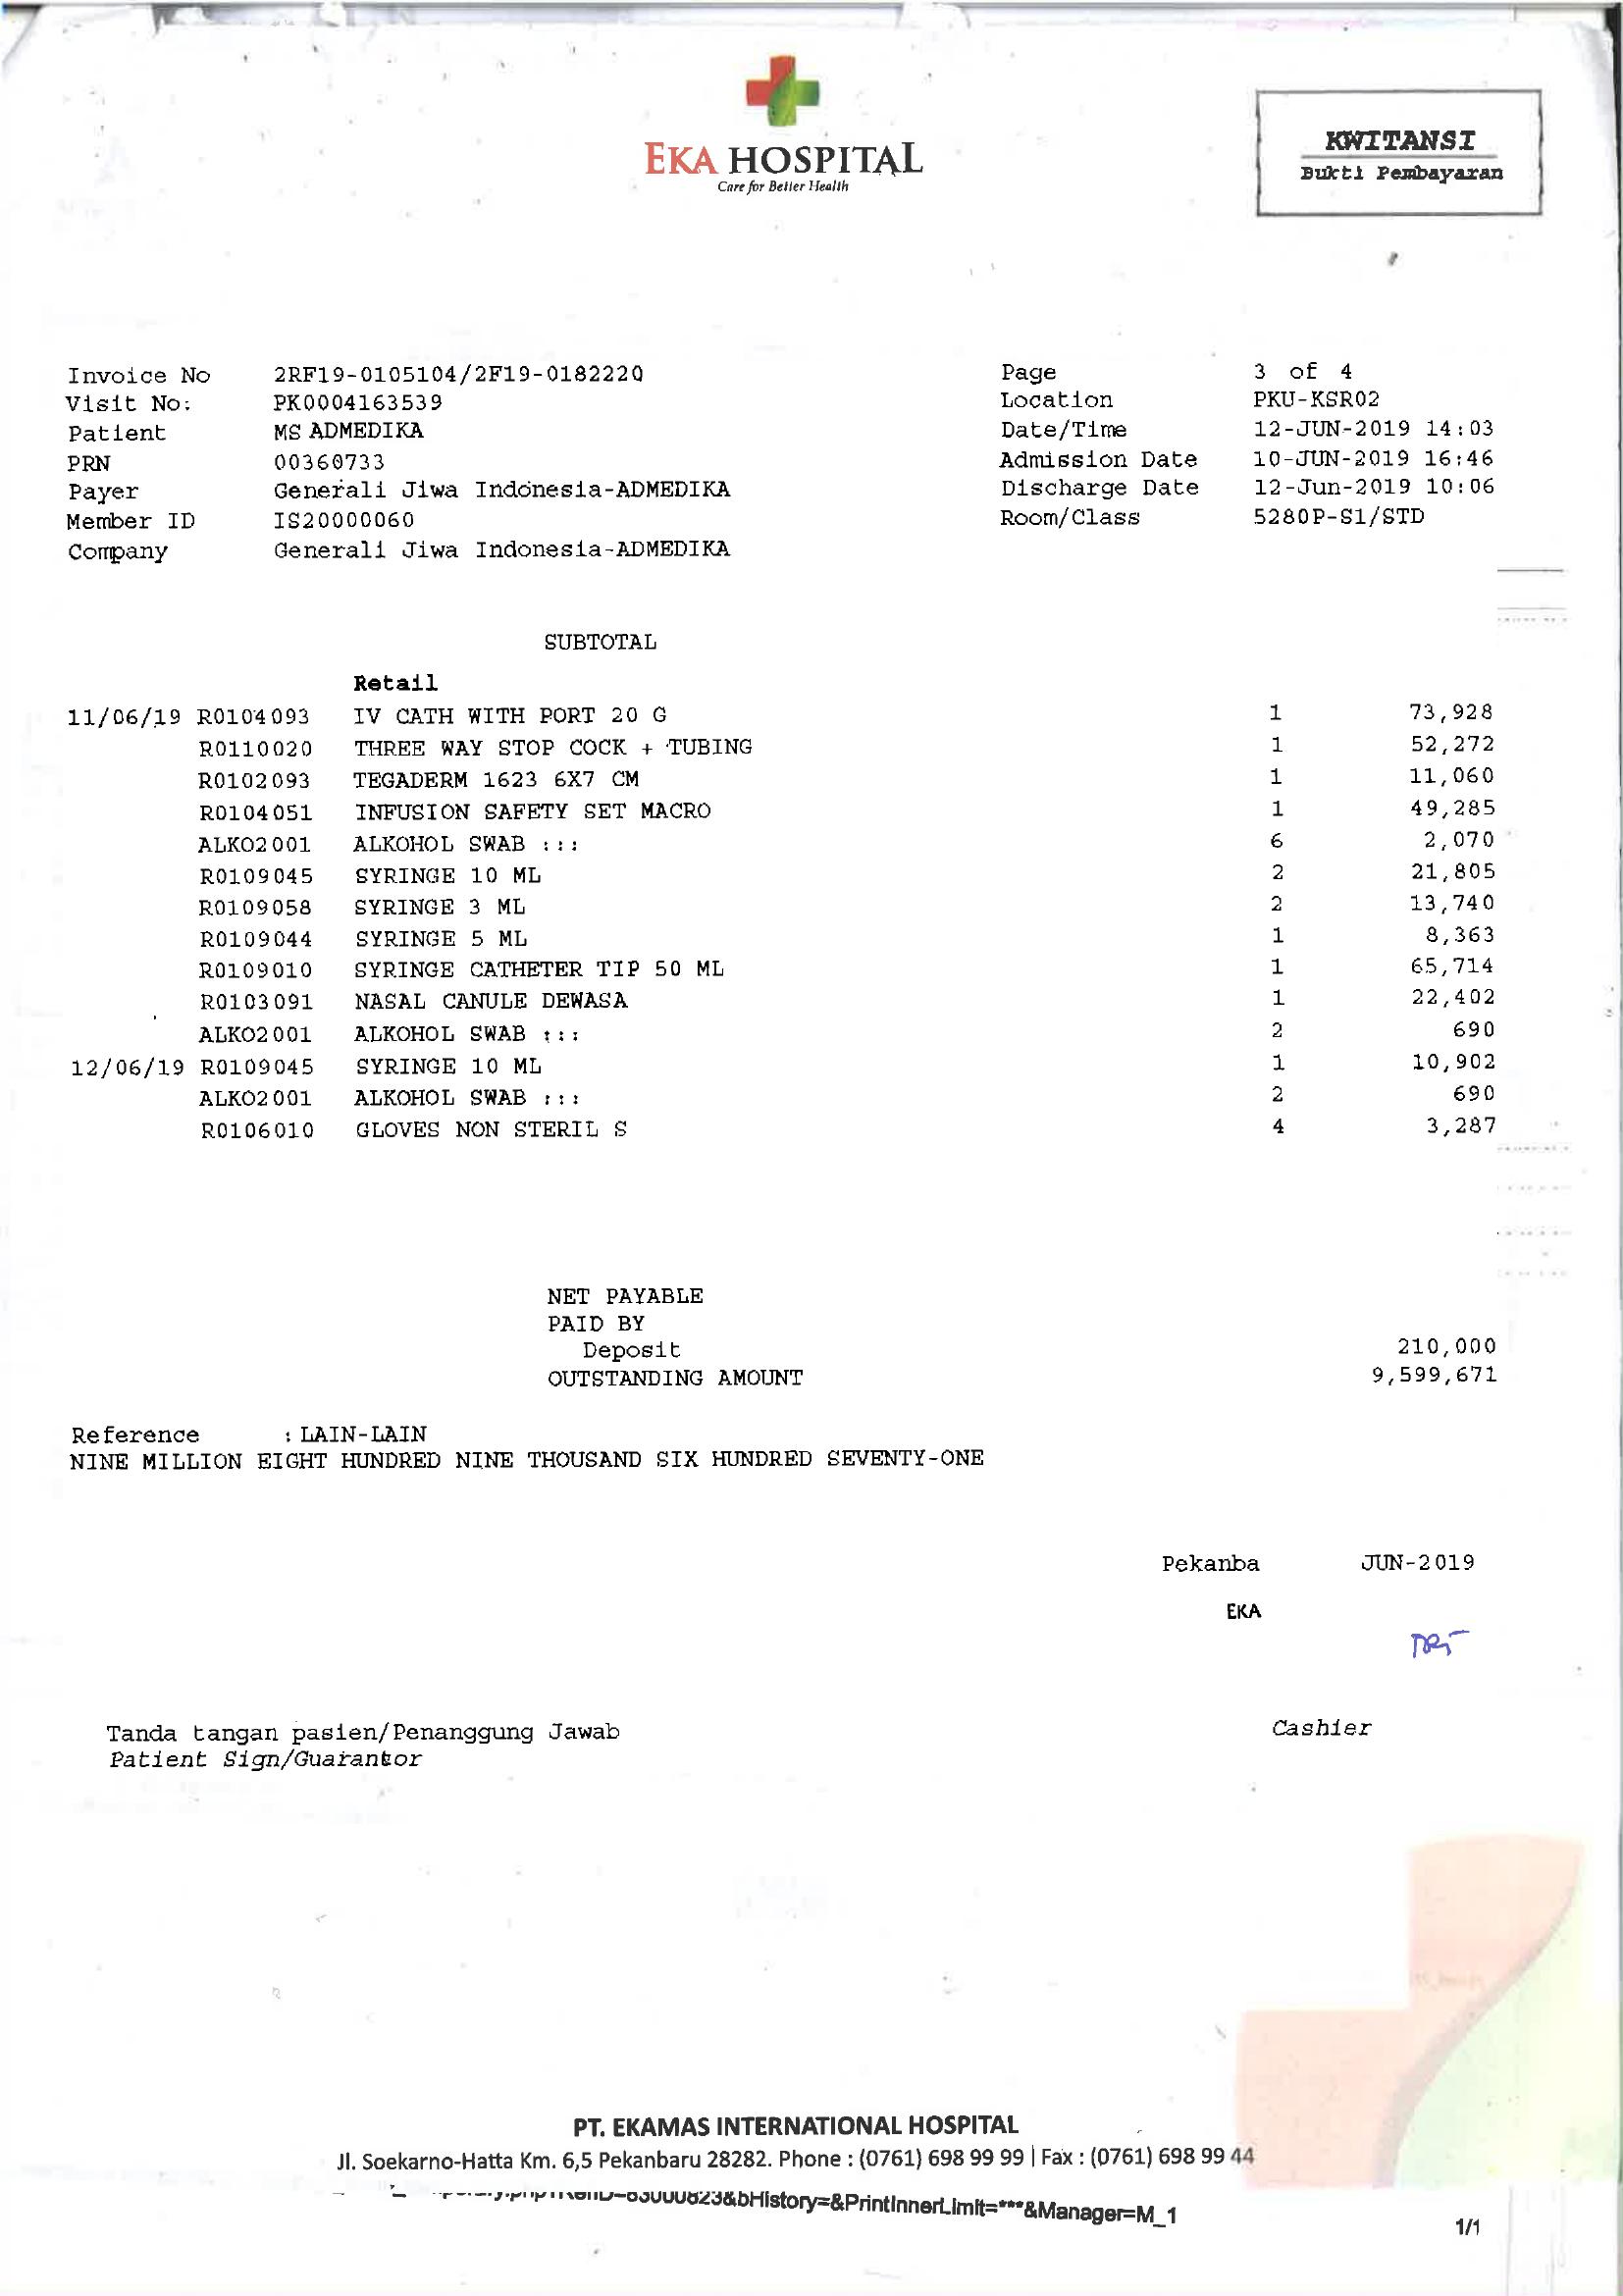 EKA HOSPITAL
Care for Better Health
KWITANSI
Bukti Pembayaran
Invoice No 2RF19-0105104/2F19-0182220
Visit No: PK0004163539
Patient MS ADMEDIKA
PRN 00360733
Payer Generali Jiwa Indonesia-ADMEDIKA
Member ID IS20000060
Company Generali Jiwa Indonesia-ADMEDIKA
Page 3 of 4
Location PKU-KSR02
Date/Time 12-JUN-2019 14:03
Admission Date 10-JUN-2019 16:46
Discharge Date 12-Jun-2019 10:06
Room/Class 5280P-S1/STD
SUBTOTAL
Retail
11/06/19 R0104093 IV CATH WITH PORT 20 G 1 73,928
R0110020 THREE WAY STOP COCK + TUBING 1 52,272
R0102093 TEGADERM 1623 6X7 CM 1 11,060
R0104051 INFUSION SAFETY SET MACRO 1 49,285
ALKO2001 ALKOHOL SWAB ::: 6 2,070
R0109045 SYRINGE 10 ML 2 21,805
R0109058 SYRINGE 3 ML 2 13,740
R0109044 SYRINGE 5 ML 1 8,363
R0109010 SYRINGE CATHETER TIP 50 ML 1 65,714
R0103091 NASAL CANULE DEWASA 1 22,402
ALKO2001 ALKOHOL SWAB ::: 2 690
12/06/19 R0109045 SYRINGE 10 ML 1 10,902
ALKO2001 ALKOHOL SWAB ::: 2 690
R0106010 GLOVES NON STERIL S 4 3,287
NET PAYABLE
PAID BY
Deposit 210,000
OUTSTANDING AMOUNT 9,599,671
Reference : LAIN-LAIN
NINE MILLION EIGHT HUNDRED NINE THOUSAND SIX HUNDRED SEVENTY-ONE
Pekanba JUN-2019
EKA
Tanda tangan pasien/Penanggung Jawab
Patient Sign/Guarantor
Cashier
PT. EKAMAS INTERNATIONAL HOSPITAL
Jl. Soekarno-Hatta Km. 6,5 Pekanbaru 28282. Phone : (0761) 698 99 99 | Fax : (0761) 698 99 44
&bHistory=&PrintInnerLimit=***&Manager=M_1
1/1